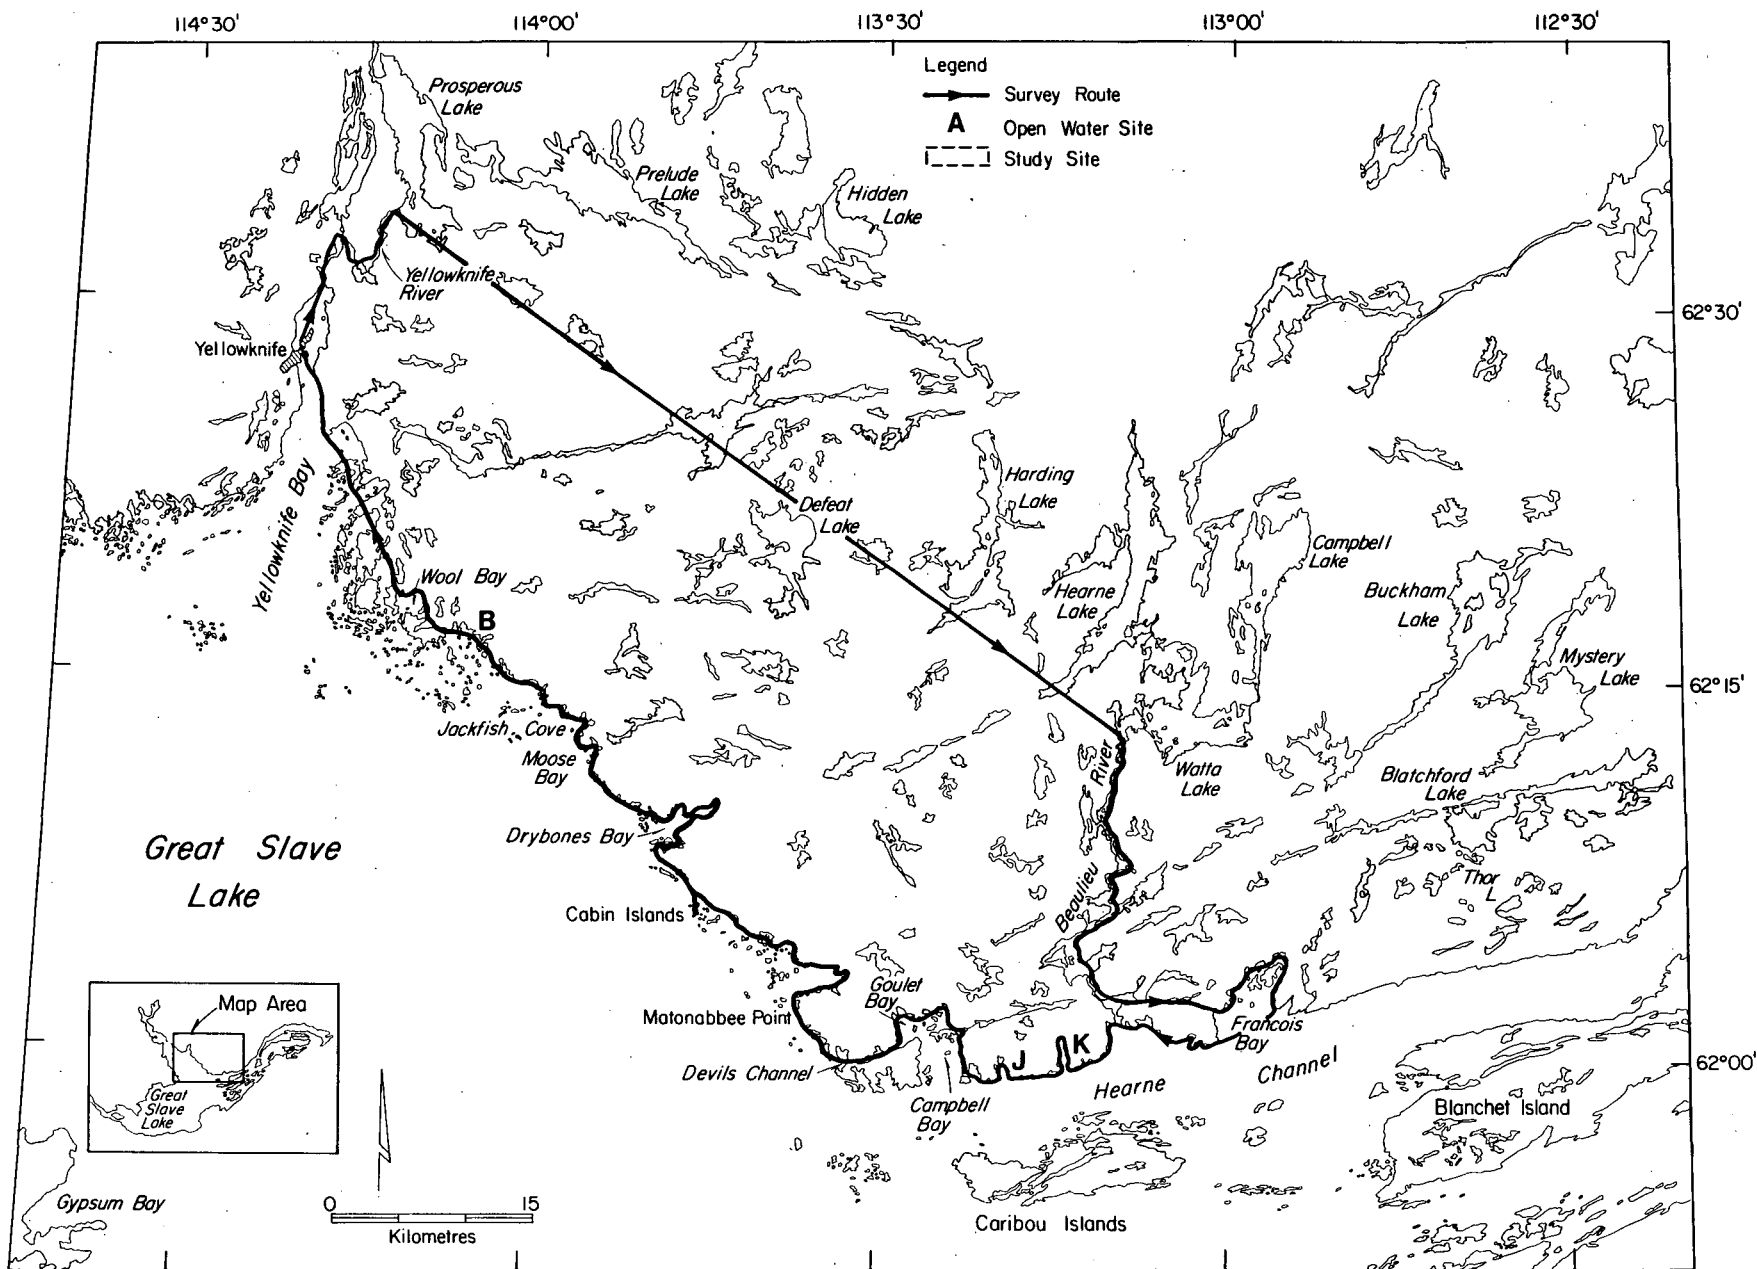 114°30'
114°00'
113°30'
113°00'
112°30'
Legend
Survey Route
A Open Water Site
Study Site
Prosperous
Lake
Prelude
Lake
Hidden
Lake
Yellowknife
River
62°30'
Yellowknife
Yellowknife Bay
Harding
Lake
Defeat
Lake
Campbell
Lake
Wool Bay
Hearne
Lake
Buckham
Lake
B
Mystery
Lake
62°15'
Jackfish Cove
Moose
Bay
Beaulieu River
Watta
Lake
Blatchford
Lake
Drybones Bay
Great Slave
Lake
Thor
L
Cabin Islands
Goulet
Bay
Map Area
Matonabbee Point
Francois
Bay
J
K
Devils Channel
Hearne Channel
62°00'
Great
Slave
Lake
Campbell
Bay
Blanchet Island
Gypsum Bay
0 15
Kilometres
Caribou Islands